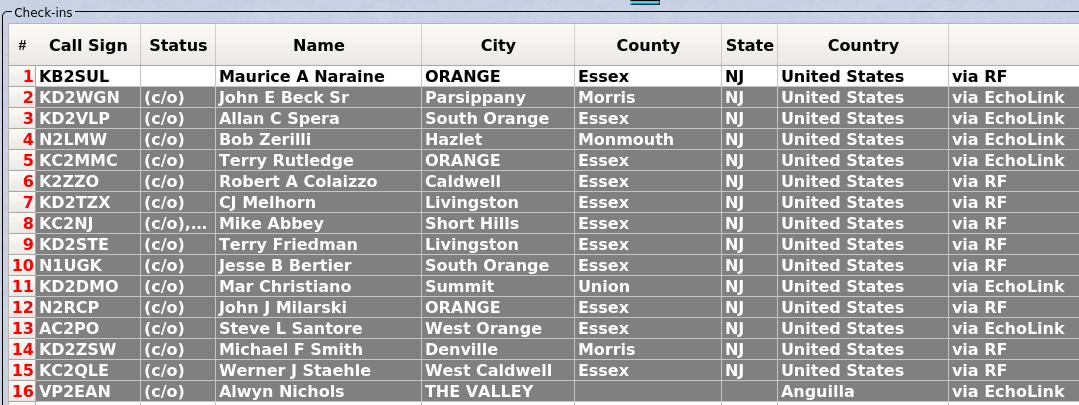 Check-ins
# Call Sign Status Name City County State Country
1 KB2SUL Maurice A Naraine ORANGE Essex NJ United States via RF
2 KD2WGN (c/o) John E Beck Sr Parsippany Morris NJ United States via EchoLink
3 KD2VLP (c/o) Allan C Spera South Orange Essex NJ United States via EchoLink
4 N2LMW (c/o) Bob Zerilli Hazlet Monmouth NJ United States via EchoLink
5 KC2MMC (c/o) Terry Rutledge ORANGE Essex NJ United States via EchoLink
6 K2ZZO (c/o) Robert A Colaizzo Caldwell Essex NJ United States via RF
7 KD2TZX (c/o) CJ Melhorn Livingston Essex NJ United States via RF
8 KC2NJ (c/o),... Mike Abbey Short Hills Essex NJ United States via RF
9 KD2STE (c/o) Terry Friedman Livingston Essex NJ United States via RF
10 N1UGK (c/o) Jesse B Bertier South Orange Essex NJ United States via RF
11 KD2DMO (c/o) Mar Christiano Summit Union NJ United States via EchoLink
12 N2RCP (c/o) John J Milarski ORANGE Essex NJ United States via RF
13 AC2PO (c/o) Steve L Santore West Orange Essex NJ United States via EchoLink
14 KD2ZSW (c/o) Michael F Smith Denville Morris NJ United States via RF
15 KC2QLE (c/o) Werner J Staehle West Caldwell Essex NJ United States via RF
16 VP2EAN (c/o) Alwyn Nichols THE VALLEY Anguilla via EchoLink